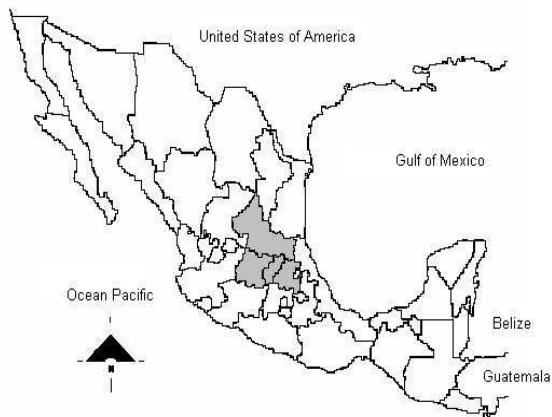 United States of America
Gulf of Mexico
Ocean Pacific
Belize
Guatemala